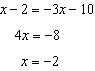 x − 2 = −3x − 10
4x = −8
x = −2